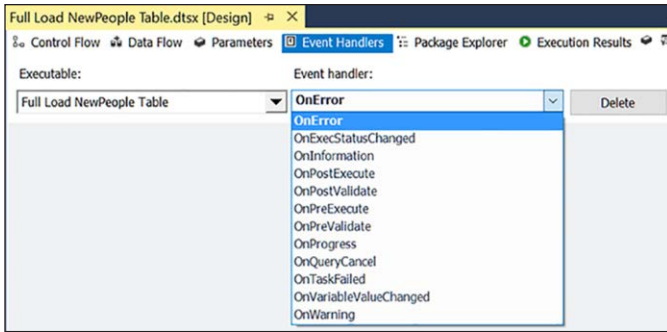 Full Load NewPeople Table.dtsx [Design]
Control Flow Data Flow Parameters Event Handlers Package Explorer Execution Results
Executable: Event handler:
Full Load NewPeople Table OnError Delete
OnError
OnExecStatusChanged
OnInformation
OnPostExecute
OnPostValidate
OnPreExecute
OnPreValidate
OnProgress
OnQueryCancel
OnTaskFailed
OnVariableValueChanged
OnWarning